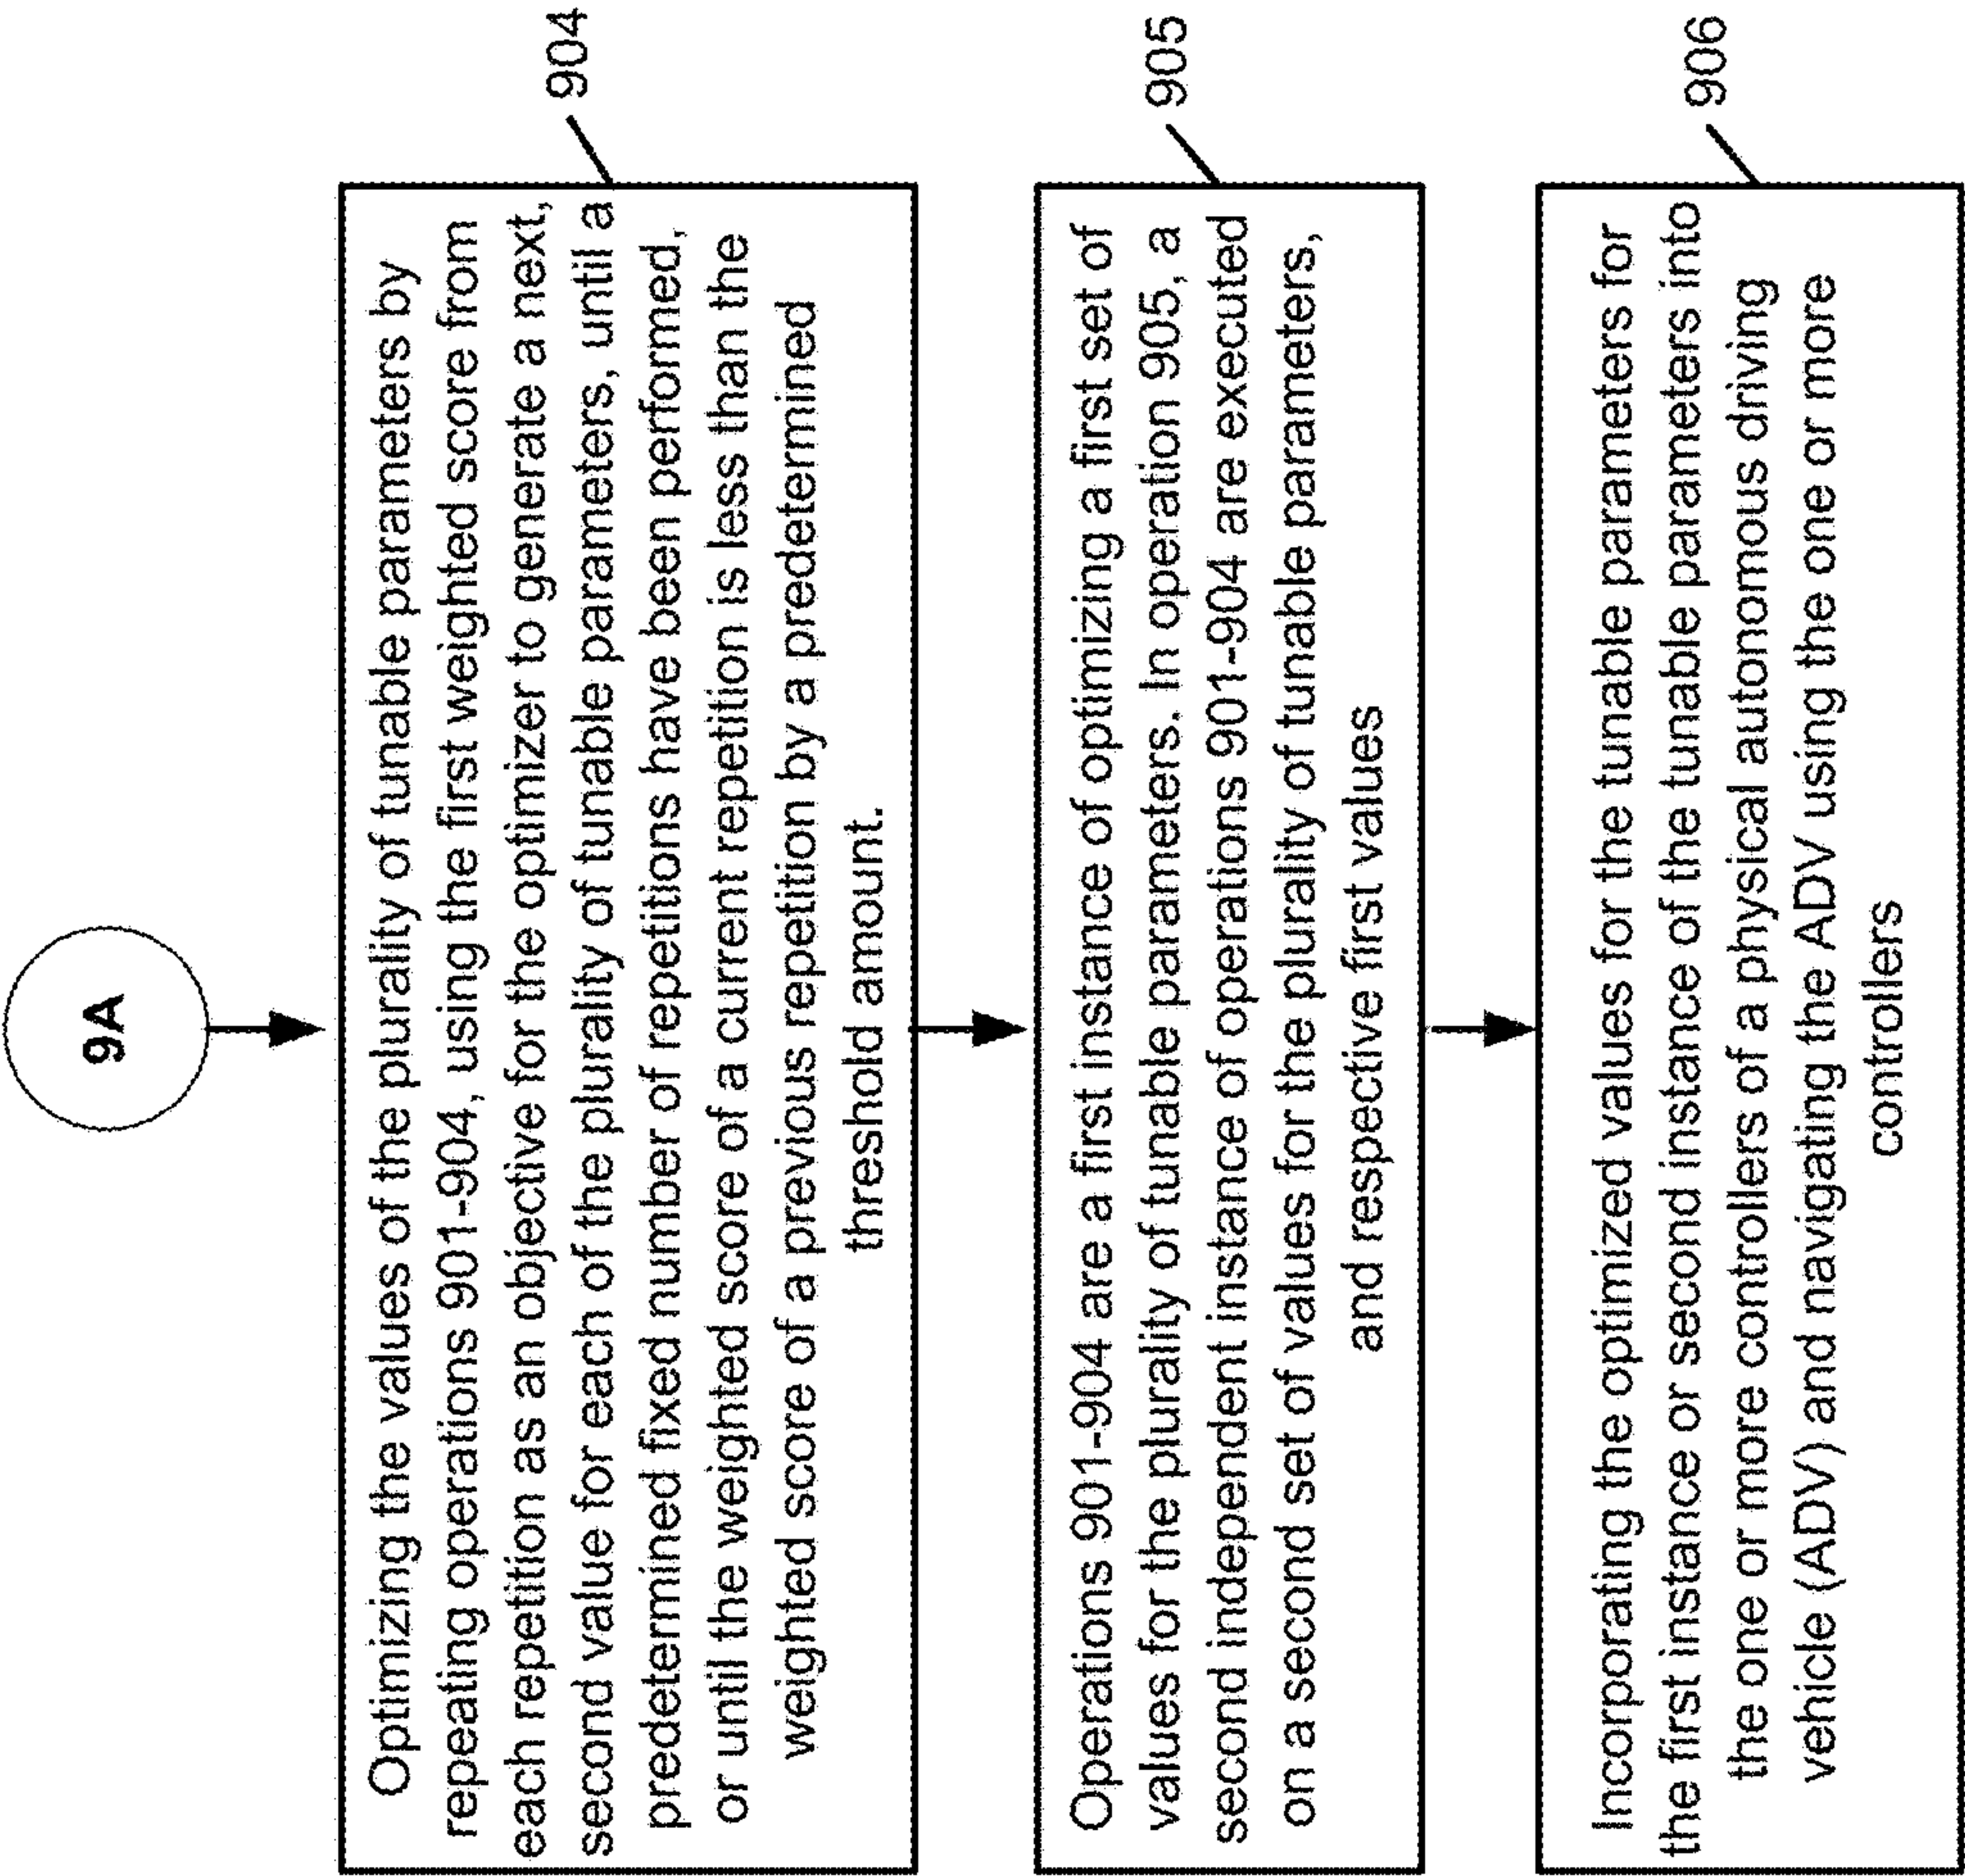 9A
Optimizing the values of the plurality of tunable parameters by
repeating operations 901-904, using the first weighted score from
each repetition as an objective for the optimizer to generate a next,
second value for each of the plurality of tunable parameters, until a
predetermined fixed number of repetitions have been performed,
or until the weighted score of a current repetition is less than the
weighted score of a previous repetition by a predetermined
threshold amount.
904
Operations 901-904 are a first instance of optimizing a first set of
values for the plurality of tunable parameters. In operation 905, a
second independent instance of operations 901-904 are executed
on a second set of values for the plurality of tunable parameters,
and respective first values
905
Incorporating the optimized values for the tunable parameters for
the first instance or second instance of the tunable parameters into
the one or more controllers of a physical autonomous driving
vehicle (ADV) and navigating the ADV using the one or more
controllers
906